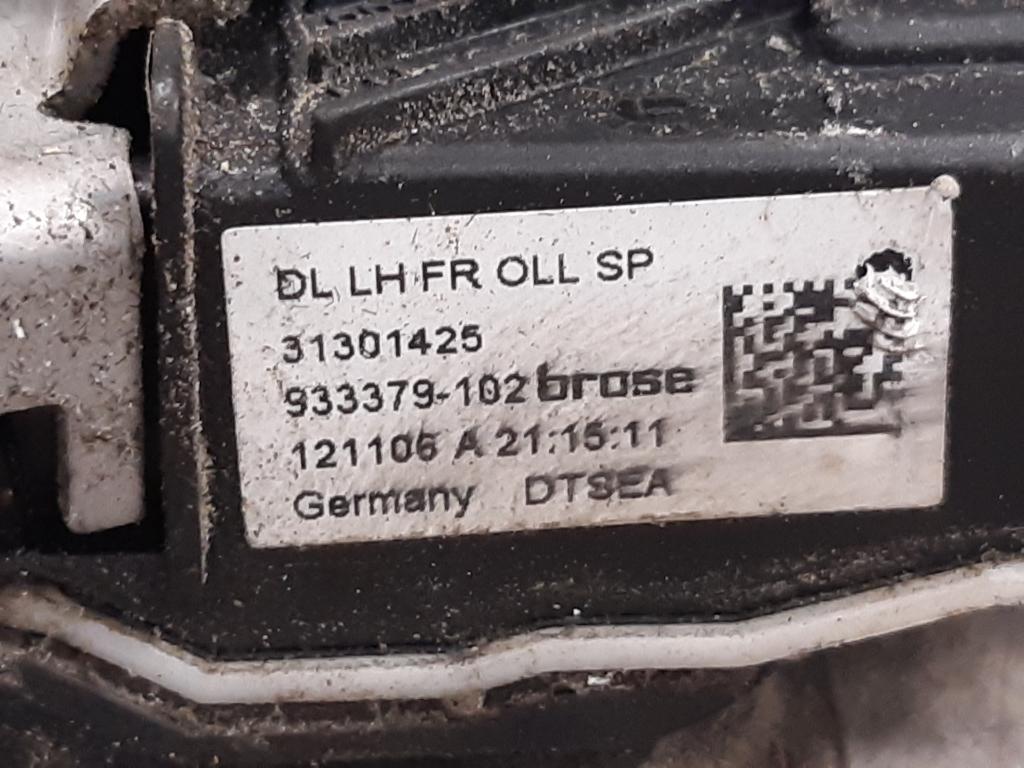 DL LH FR OLL SP
31301425
933379-102 brose
121106 A 21:15:11
Germany DTSEA